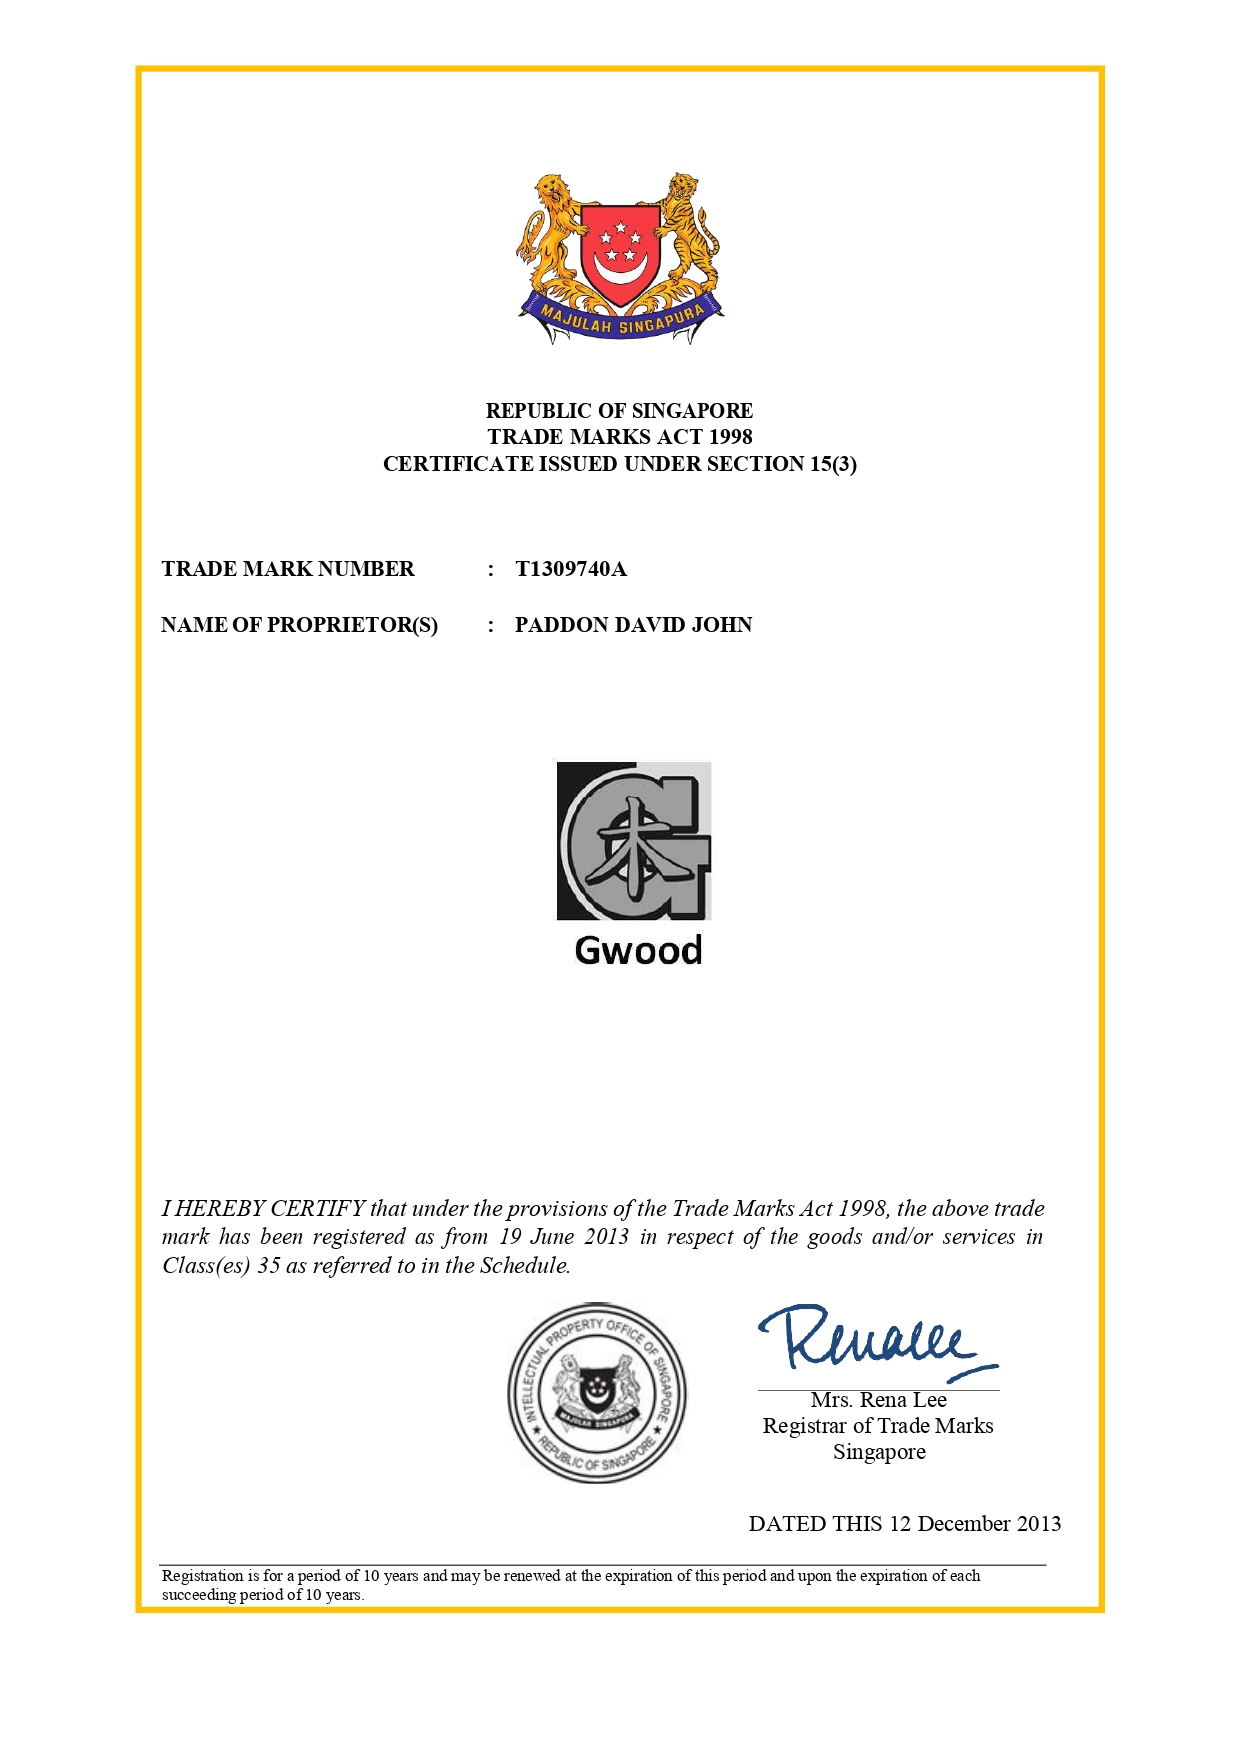 MAJULAH SINGAPURA
REPUBLIC OF SINGAPORE
TRADE MARKS ACT 1998
CERTIFICATE ISSUED UNDER SECTION 15(3)
TRADE MARK NUMBER : T1309740A
NAME OF PROPRIETOR(S) : PADDON DAVID JOHN
G
木
Gwood
I HEREBY CERTIFY that under the provisions of the Trade Marks Act 1998, the above trade
mark has been registered as from 19 June 2013 in respect of the goods and/or services in
Class(es) 35 as referred to in the Schedule.
INTELLECTUAL PROPERTY OFFICE OF SINGAPORE
MAJULAH SINGAPURA
★ REPUBLIC OF SINGAPORE ★
Renalee
Mrs. Rena Lee
Registrar of Trade Marks
Singapore
DATED THIS 12 December 2013
Registration is for a period of 10 years and may be renewed at the expiration of this period and upon the expiration of each
succeeding period of 10 years.